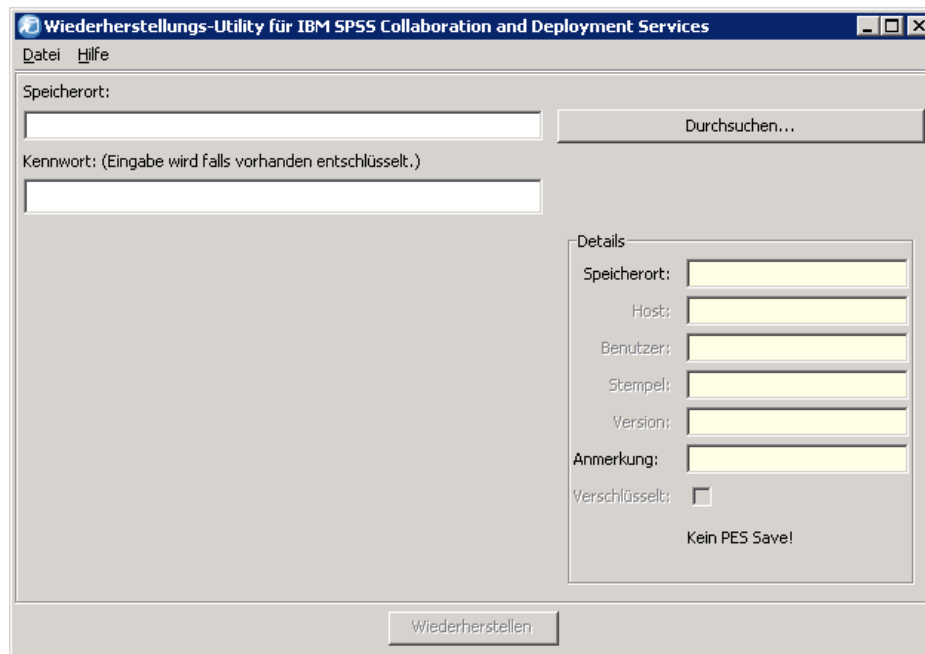 Wiederherstellungs-Utility für IBM SPSS Collaboration and Deployment Services
Datei Hilfe
Speicherort:
Durchsuchen...
Kennwort: (Eingabe wird falls vorhanden entschlüsselt.)
Details
Speicherort:
Host:
Benutzer:
Stempel:
Version:
Anmerkung:
Verschlüsselt:
Kein PES Save!
Wiederherstellen